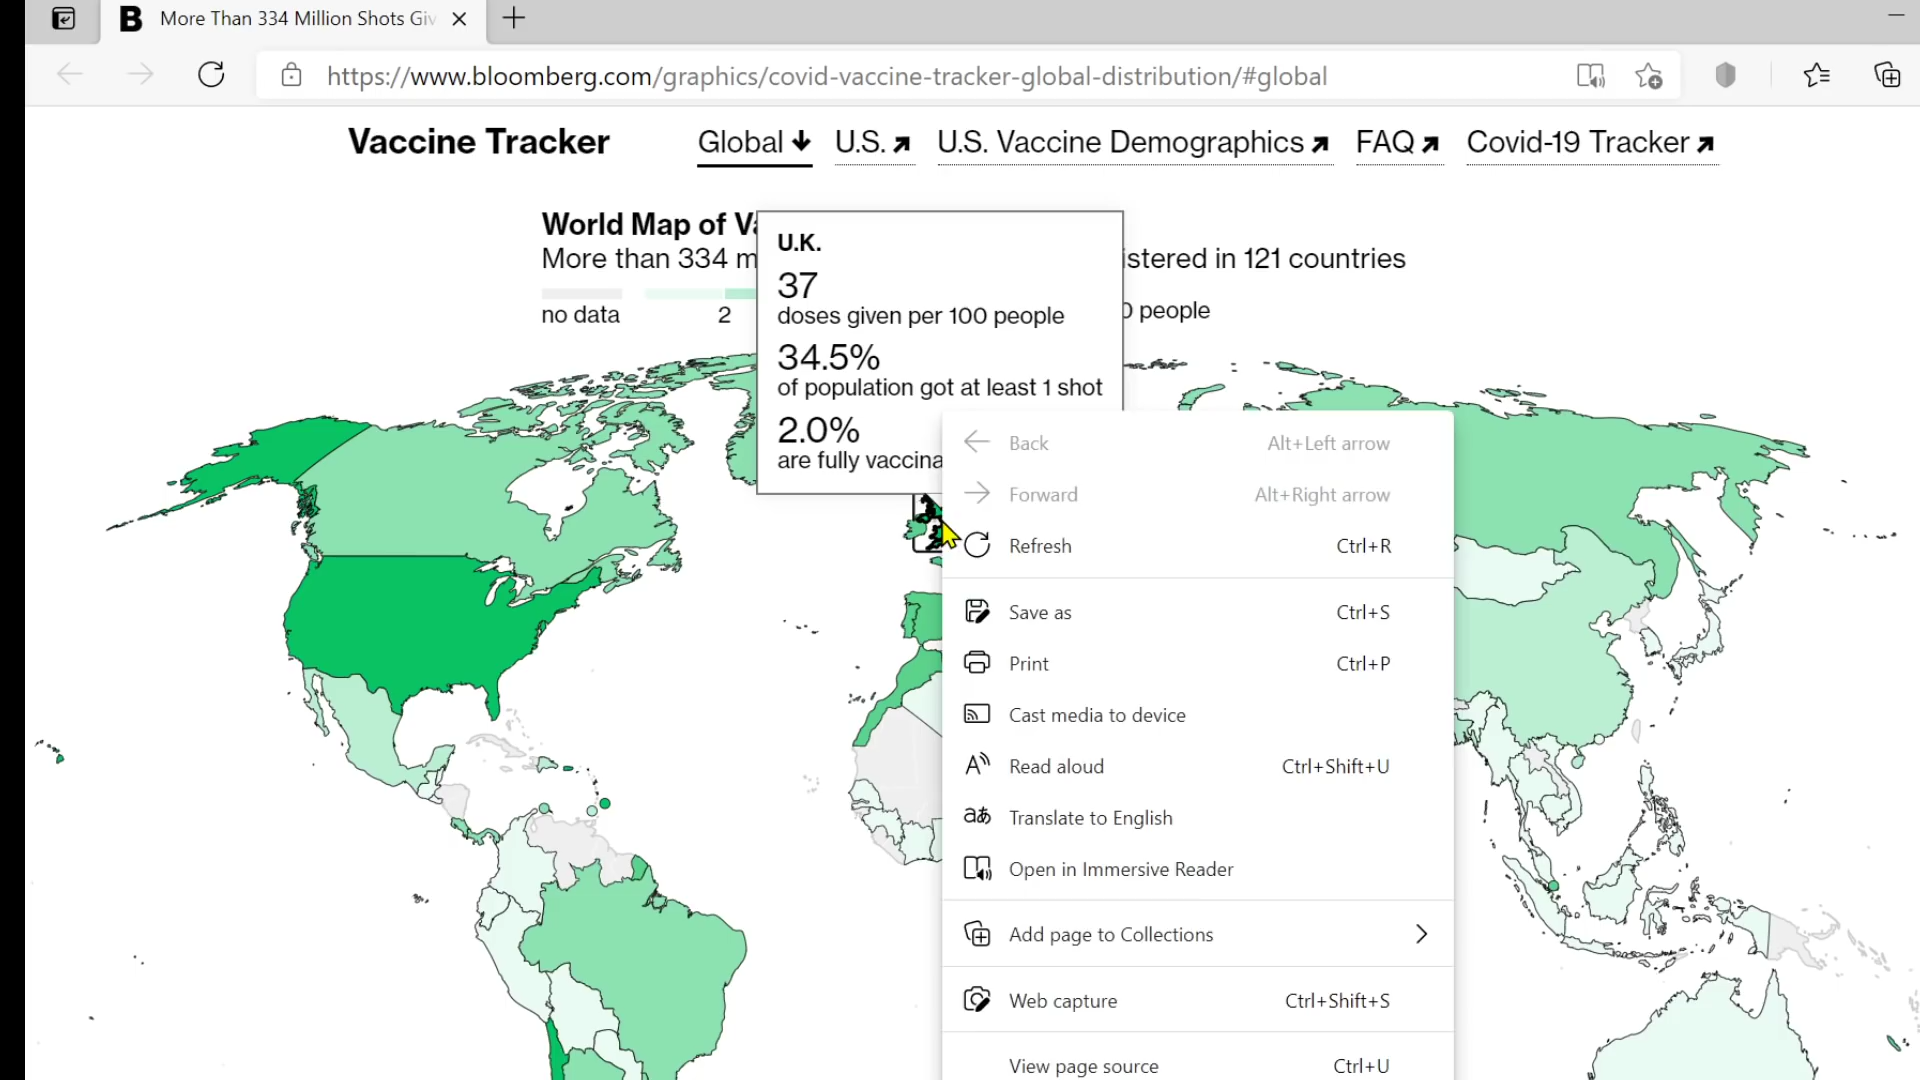 More Than 334 Million Shots Giv
https://www.bloomberg.com/graphics/covid-vaccine-tracker-global-distribution/#global
Vaccine Tracker Global U.S. U.S. Vaccine Demographics FAQ Covid-19 Tracker
World Map of
More than 334 istered in 121 countries
no data 2 people
U.K.
37
doses given per 100 people
34.5%
of population got at least 1 shot
2.0%
are fully vaccina
Back Alt+Left arrow
Forward Alt+Right arrow
Refresh Ctrl+R
Save as Ctrl+S
Print Ctrl+P
Cast media to device
Read aloud Ctrl+Shift+U
Translate to English
Open in Immersive Reader
Add page to Collections
Web capture Ctrl+Shift+S
View page source Ctrl+U